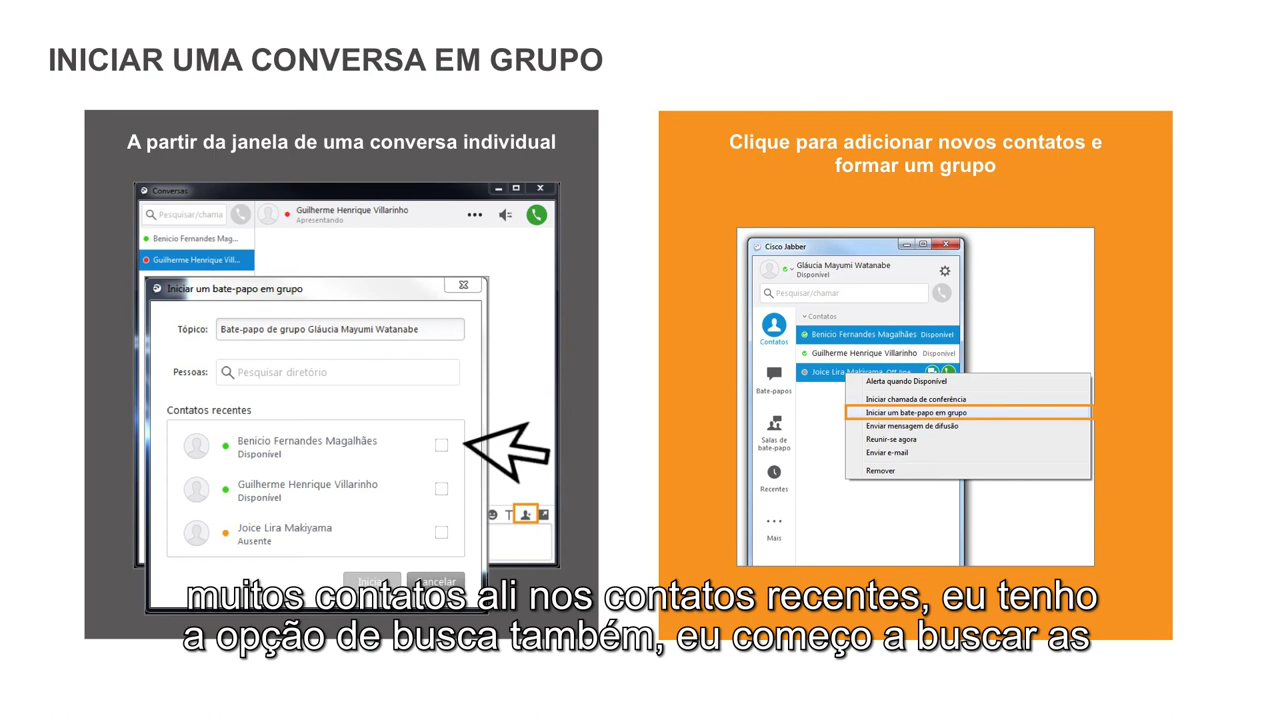 INICIAR UMA CONVERSA EM GRUPO
A partir da janela de uma conversa individual
Conversas
Pesquisar/chama
Guilherme Henrique Villarinho
Apresentando
Benicio Fernandes Mag...
Guilherme Henrique Vill...
Iniciar um bate-papo em grupo
Tópico:
Bate-papo de grupo Gláucia Mayumi Watanabe
Pessoas:
Pesquisar diretório
Contatos recentes
Benicio Fernandes Magalhães
Disponível
Guilherme Henrique Villarinho
Disponível
Joice Lira Makiyama
Ausente
Cancelar
Clique para adicionar novos contatos e
formar um grupo
Cisco Jabber
Gláucia Mayumi Watanabe
Disponível
Pesquisar/chamar
Contatos
Contatos
Benicio Fernandes Magalhães Disponível
Guilherme Henrique Villarinho Disponível
Joice Lira Makiyama
Bate-papos
Salas de
bate-papo
Recentes
Mais
Alerta quando Disponível
Iniciar chamada de conferência
Iniciar um bate-papo em grupo
Enviar mensagem de difusão
Reunir-se agora
Enviar e-mail
Remover
muitos contatos ali nos contatos recentes, eu tenho
a opção de busca também, eu começo a buscar as